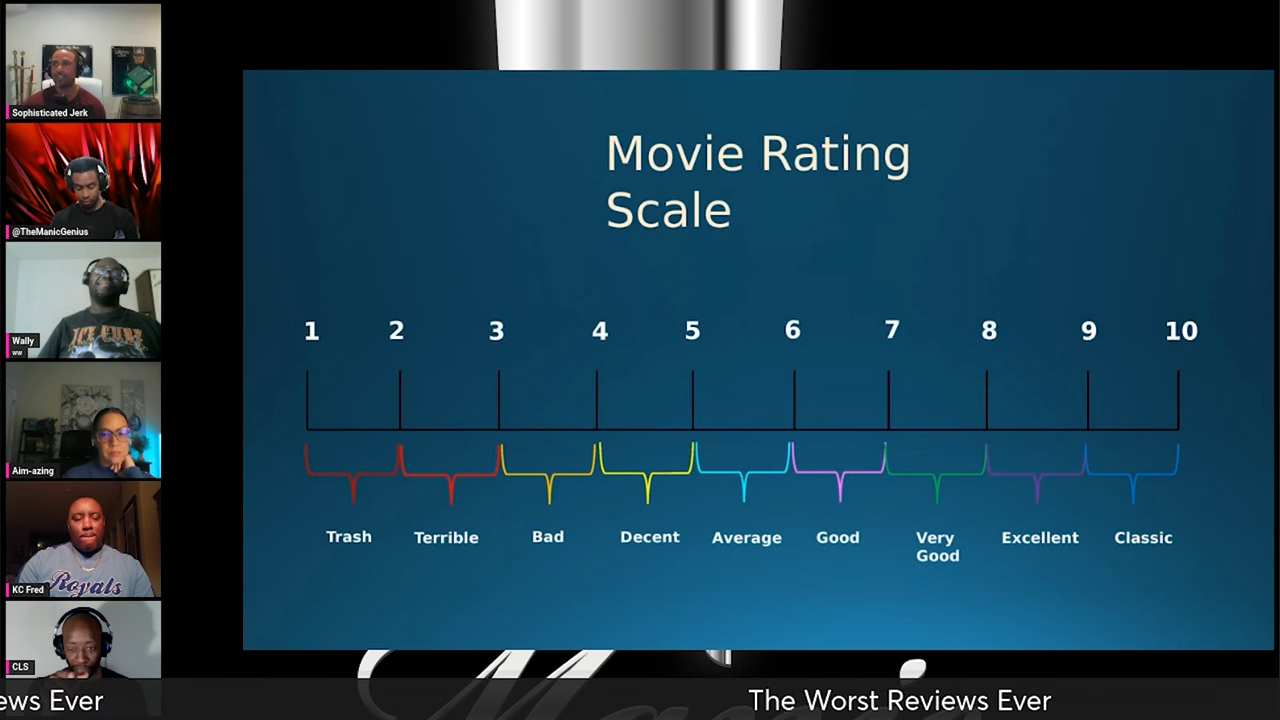 Sophisticated Jerk
@TheManicGenius
ICE CUBE
Wally
ww
Aim-azing
Royals
KC Fred
CLS
Movie Rating
Scale
1 2 3 4 5 6 7 8 9 10
Trash Terrible Bad Decent Average Good Very Good Excellent Classic
ews Ever
The Worst Reviews Ever